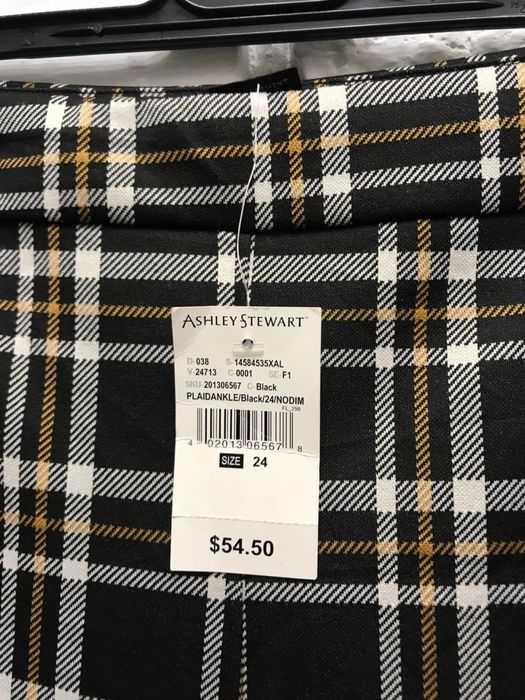 ASHLEY STEWART™
D-038 S-14584535XAL
V-24713 C-0001 SE-F1
SKU-201306567 C-Black
PLAIDANKLE/Black/24/NODIM
FL_298
4 02013 06567 8
SIZE 24
$54.50